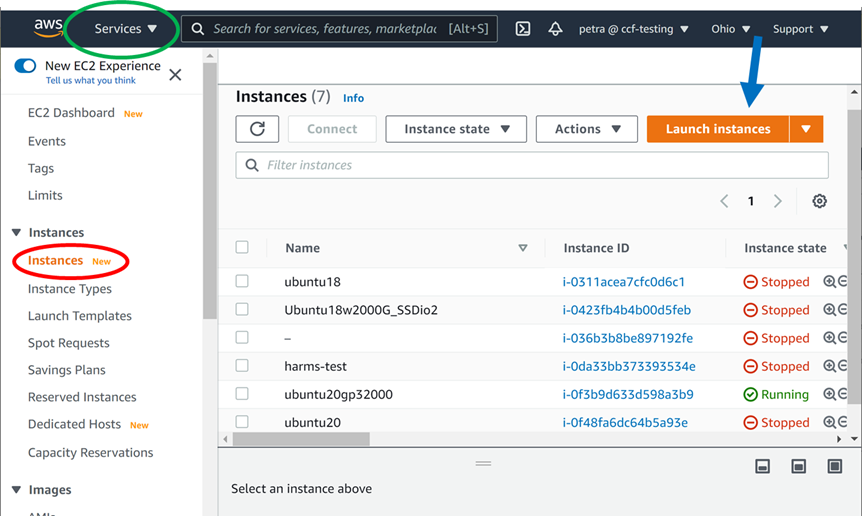 aws
Services ▼
Search for services, features, marketplac [Alt+S]
petra @ ccf-testing ▼
Ohio ▼
Support ▼
New EC2 Experience
Tell us what you think
EC2 Dashboard New
Events
Tags
Limits
Instances
Instances New
Instance Types
Launch Templates
Spot Requests
Savings Plans
Reserved Instances
Dedicated Hosts New
Capacity Reservations
Images
AMIs
Instances (7) Info
Connect
Instance state ▼
Actions ▼
Launch instances
Filter instances
1
Name Instance ID Instance state
ubuntu18 i-0311acea7cfc0d6c1 Stopped
Ubuntu18w2000G_SSDio2 i-0423fb4b4b00d5feb Stopped
– i-036b3b8be897192fe Stopped
harms-test i-0da33bb373393534e Stopped
ubuntu20gp32000 i-0f3b9d633d598a3b9 Running
ubuntu20 i-0f48fa6dc64b5a93e Stopped
Select an instance above